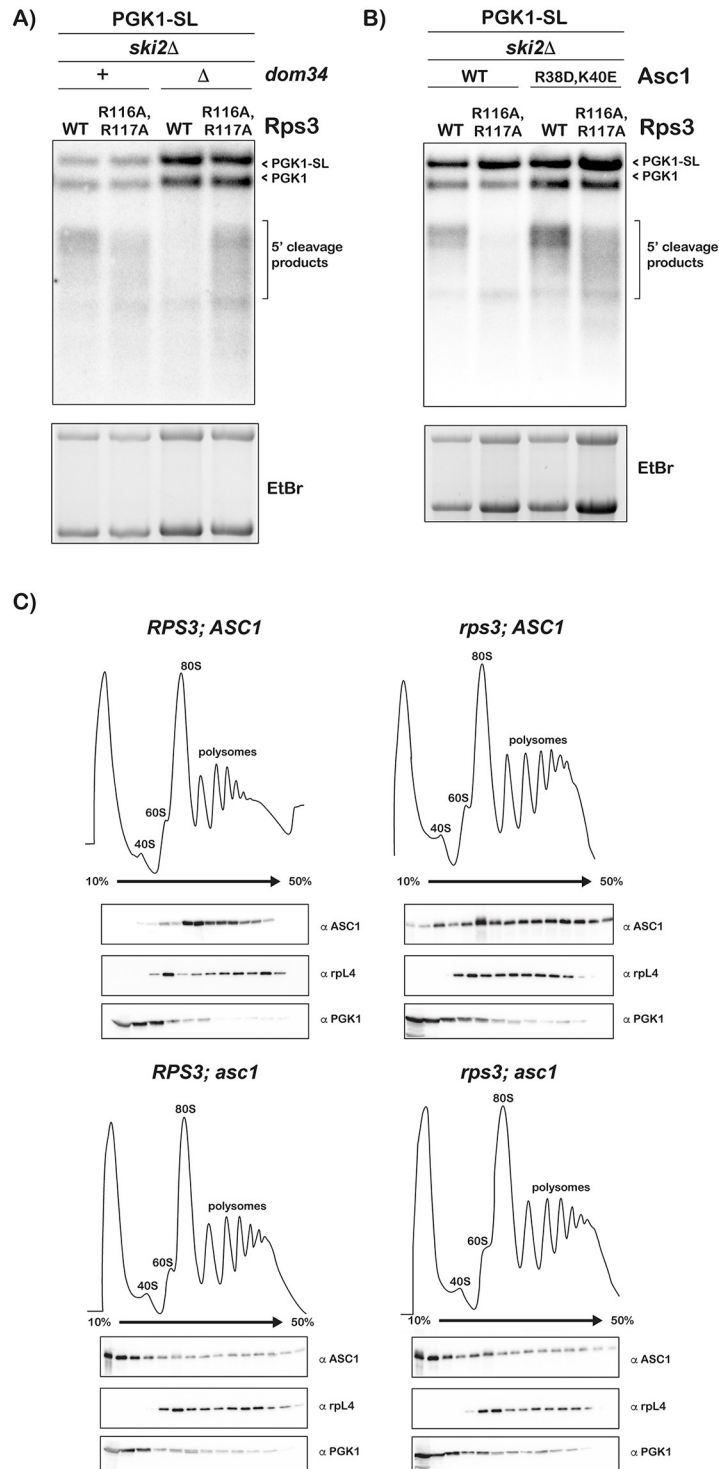 A)
PGK1-SL
ski2Δ
+ Δ dom34
WT R116A, R117A WT R116A, R117A Rps3
< PGK1-SL
< PGK1
5’ cleavage
products
EtBr
B)
PGK1-SL
ski2Δ
WT R38D,K40E Asc1
WT R116A, R117A WT R116A, R117A Rps3
< PGK1-SL
< PGK1
5’ cleavage
products
EtBr
C)
RPS3; ASC1
80S
polysomes
60S
40S
10% 50%
α ASC1
α rpL4
α PGK1
rps3; ASC1
80S
polysomes
60S
40S
10% 50%
α ASC1
α rpL4
α PGK1
RPS3; asc1
80S
polysomes
60S
40S
10% 50%
α ASC1
α rpL4
α PGK1
rps3; asc1
80S
polysomes
60S
40S
10% 50%
α ASC1
α rpL4
α PGK1